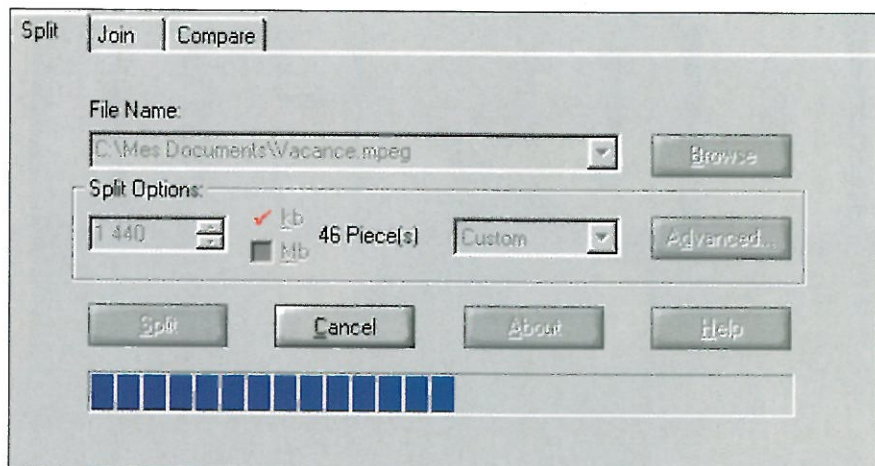 Split Join Compare
File Name:
C:\Mes Documents\Vacance.mpeg Browse
Split Options:
1 440 kb Mb 46 Piece(s) Custom Advanced...
Split Cancel About Help